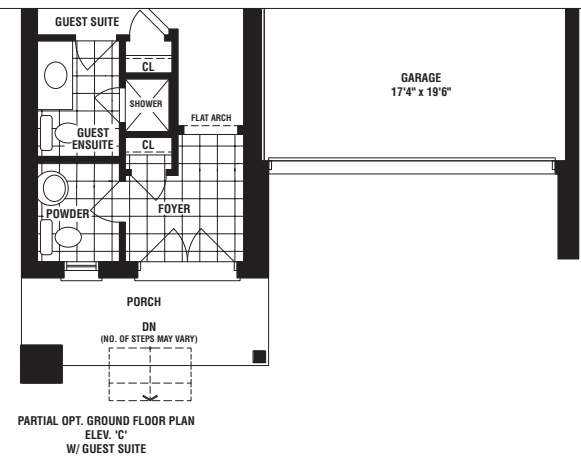 GUEST SUITE
CL
GARAGE
17'4" x 19'6"
SHOWER
FLAT ARCH
GUEST
ENSUITE
CL
POWDER
FOYER
PORCH
DN
(NO. OF STEPS MAY VARY)
PARTIAL OPT. GROUND FLOOR PLAN
ELEV. 'C'
W/ GUEST SUITE